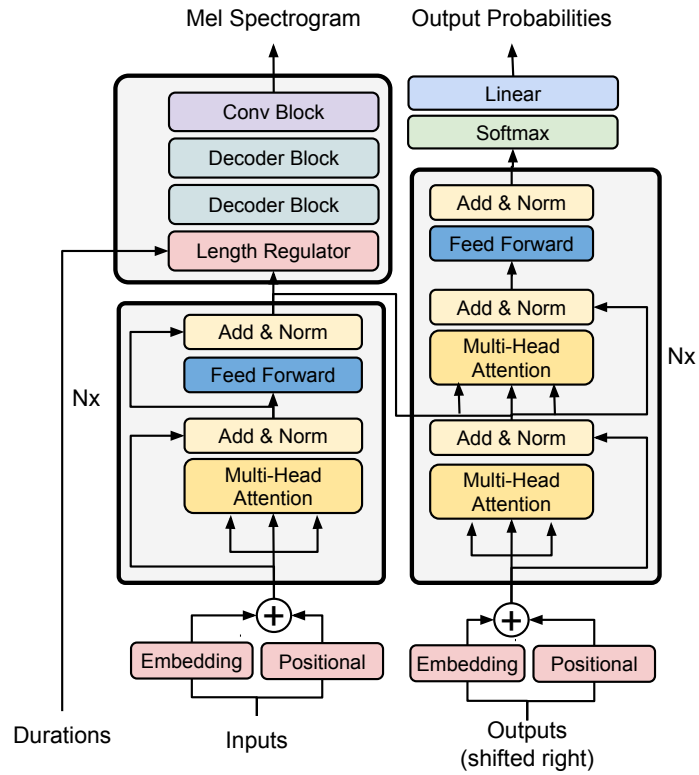 Mel Spectrogram
Output Probabilities
Conv Block
Decoder Block
Decoder Block
Length Regulator
Add & Norm
Feed Forward
Nx
Add & Norm
Multi-Head
Attention
Embedding
Positional
Durations
Inputs
Linear
Softmax
Add & Norm
Feed Forward
Add & Norm
Multi-Head
Attention
Nx
Add & Norm
Multi-Head
Attention
Embedding
Positional
Outputs
(shifted right)